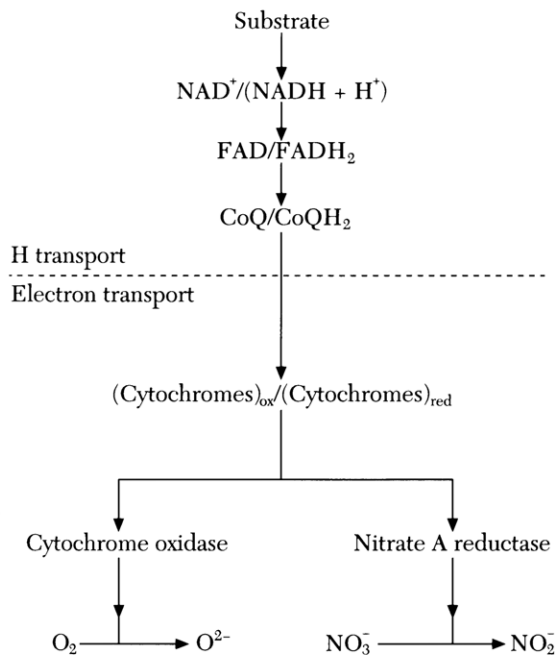 Substrate
NAD⁺/(NADH + H⁺)
FAD/FADH₂
CoQ/CoQH₂
H transport
Electron transport
(Cytochromes)ox/(Cytochromes)red
Cytochrome oxidase Nitrate A reductase
O₂ O²⁻ NO₃⁻ NO₂⁻